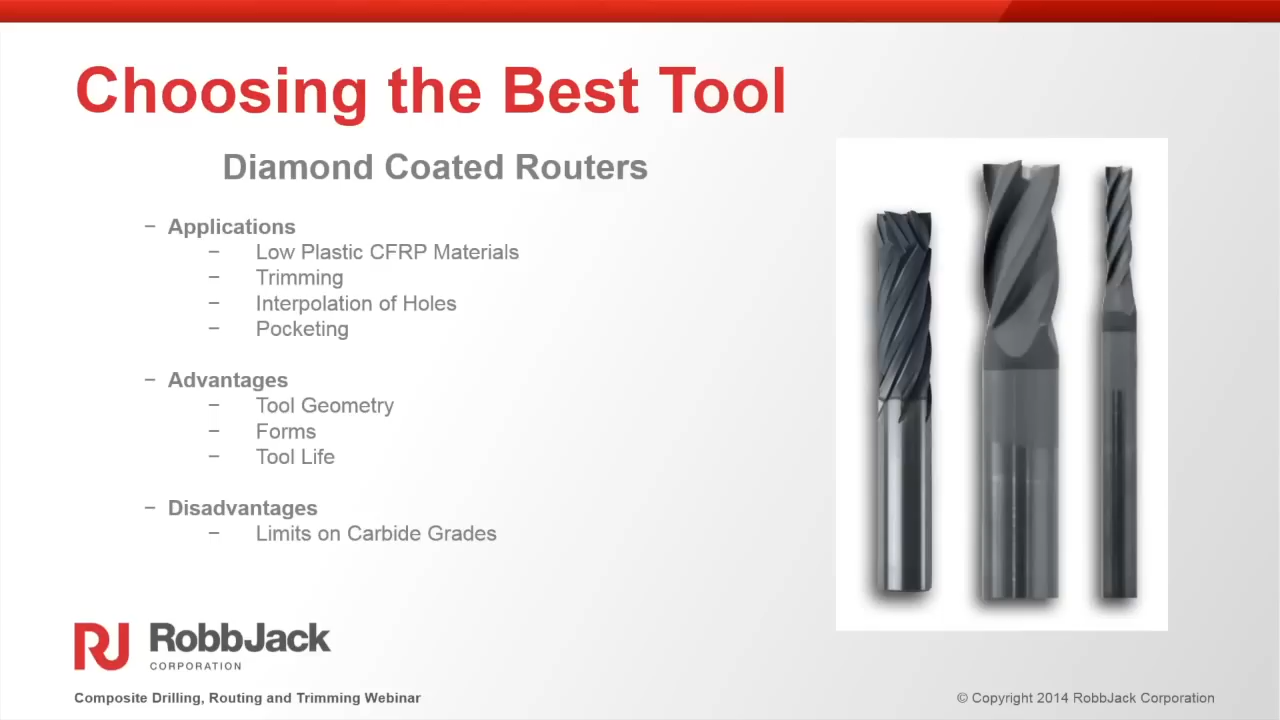 Choosing the Best Tool
Diamond Coated Routers
− Applications
− Low Plastic CFRP Materials
− Trimming
− Interpolation of Holes
− Pocketing
− Advantages
− Tool Geometry
− Forms
− Tool Life
− Disadvantages
− Limits on Carbide Grades
RJ RobbJack
CORPORATION
Composite Drilling, Routing and Trimming Webinar
© Copyright 2014 RobbJack Corporation